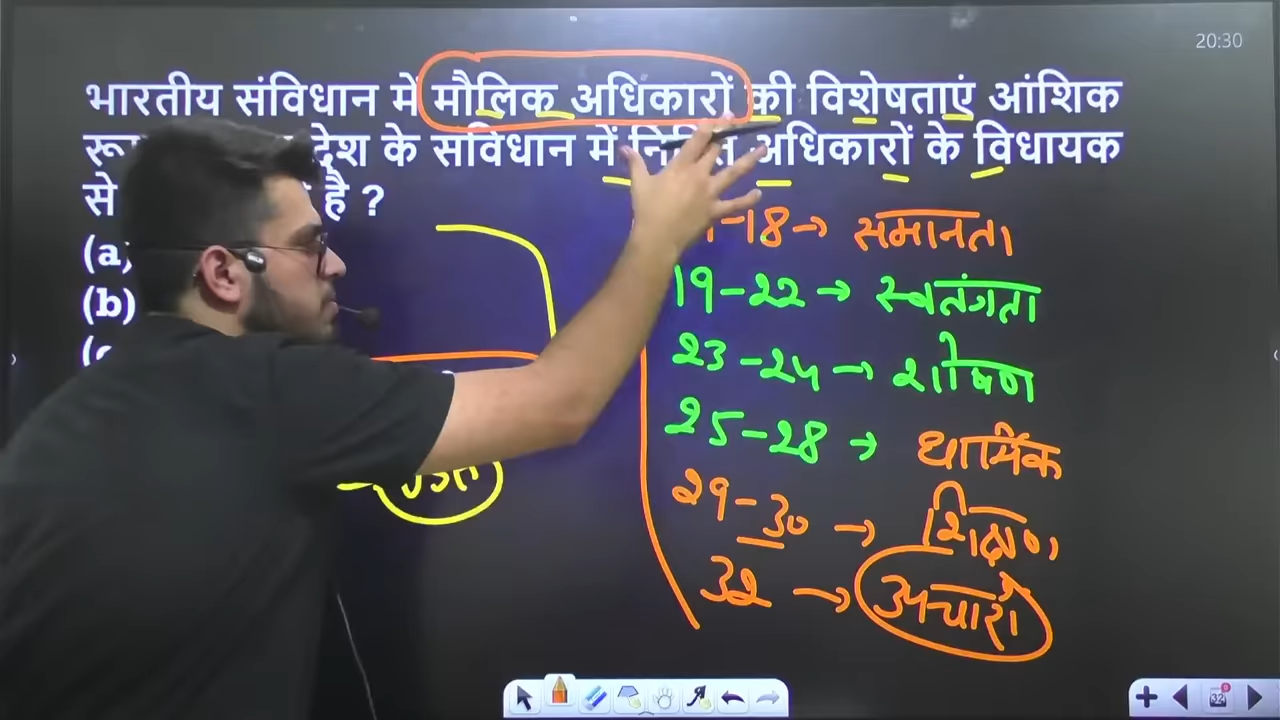 20:30
भारतीय संविधान में मौलिक अधिकारों की विशेषताएं आंशिक
देश के संविधान में अधिकारों के विधायक
से है ?
(a)
(b)
-18 → समानता
19-22 → स्वतंत्रता
23-24 → शोषण
25-28 → धार्मिक
29-30 → शिक्षा
32 → उपचारो
32